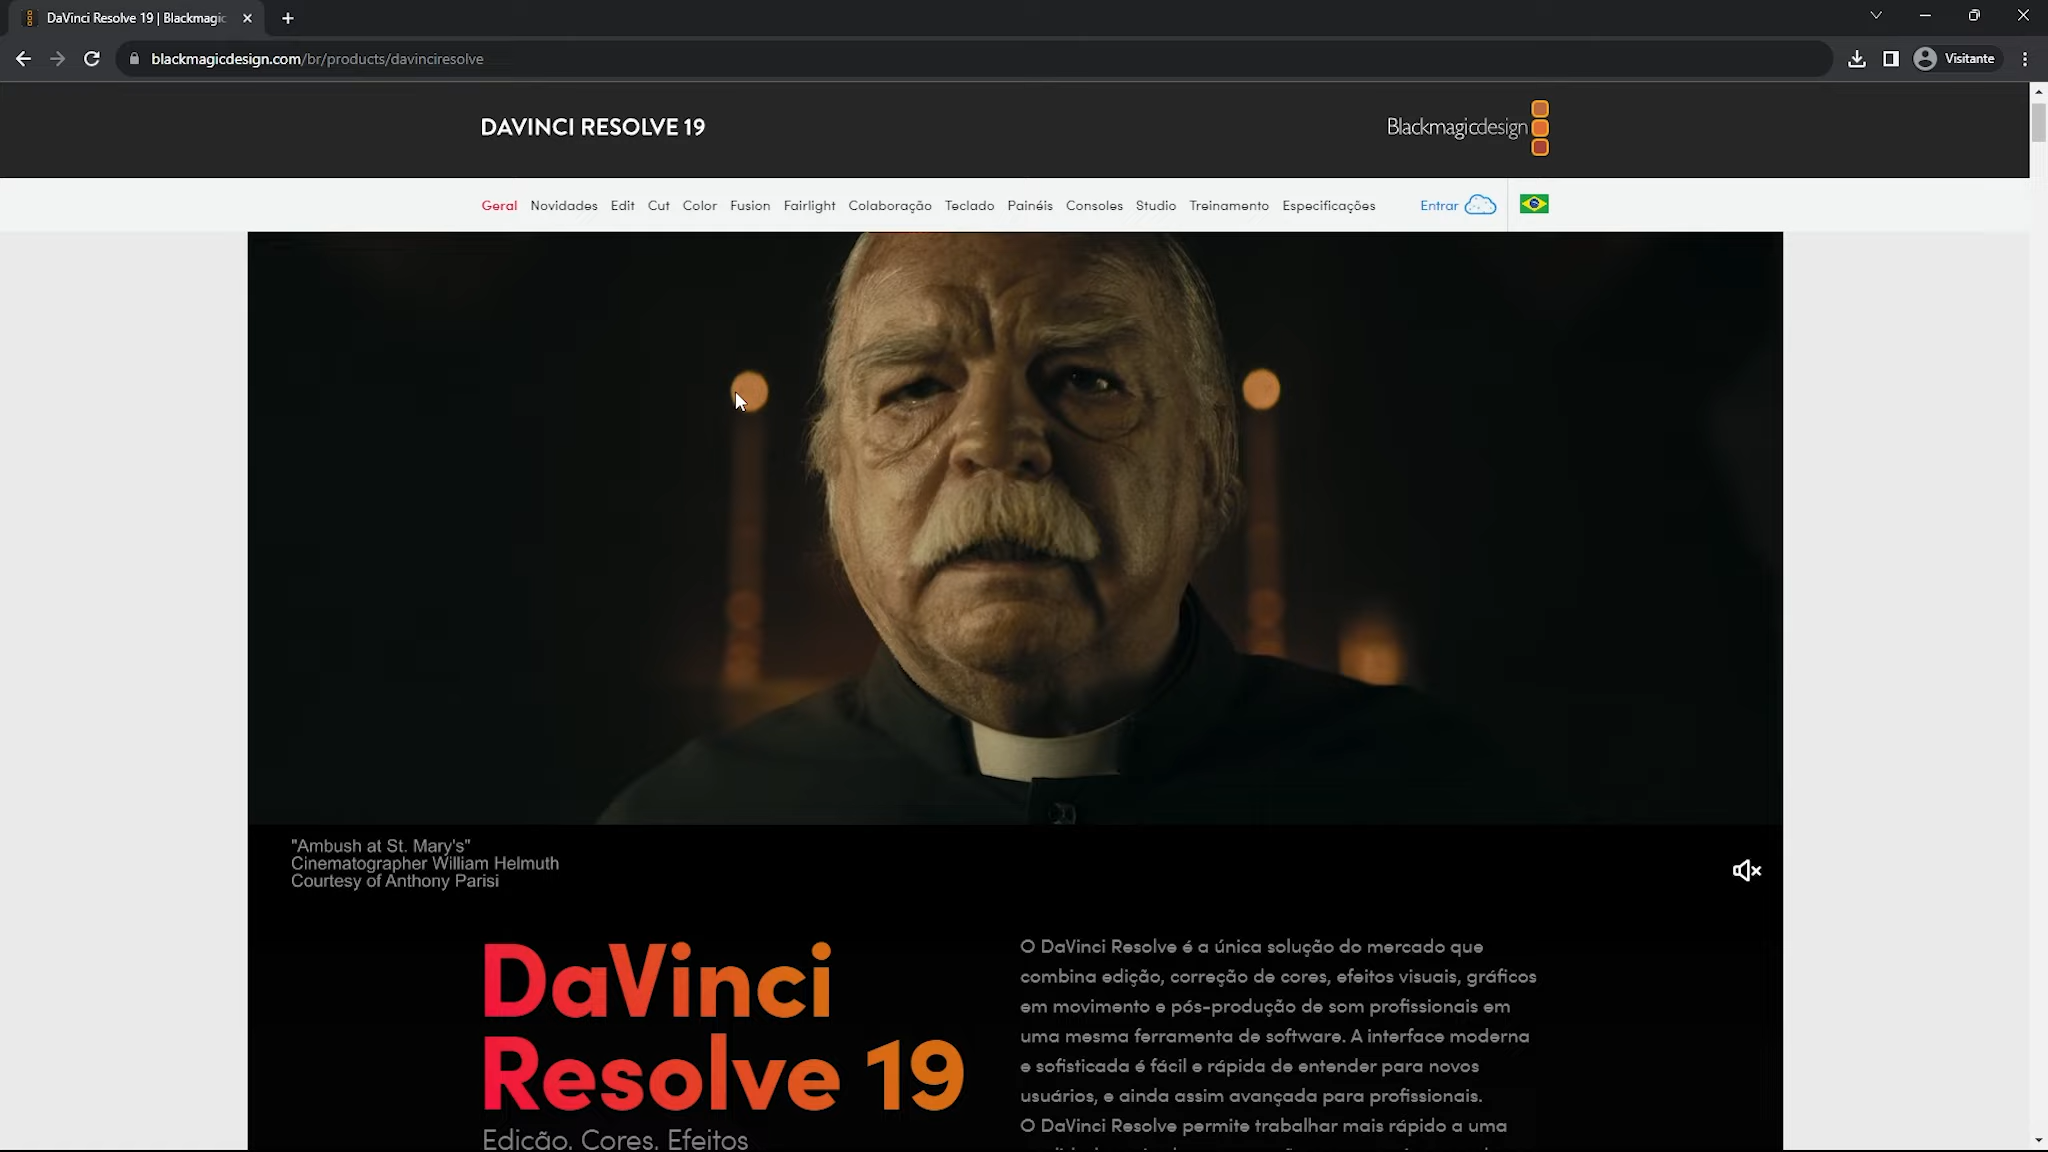 DaVinci Resolve 19 | Blackmagic
blackmagicdesign.com/br/products/davinciresolve
Visitante
DAVINCI RESOLVE 19
Blackmagicdesign
Geral Novidades Edit Cut Color Fusion Fairlight Colaboração Teclado Painéis Consoles Studio Treinamento Especificações Entrar
"Ambush at St. Mary's"
Cinematographer William Helmuth
Courtesy of Anthony Parisi
DaVinci
Resolve 19
Edição. Cores. Efeitos
O DaVinci Resolve é a única solução do mercado que
combina edição, correção de cores, efeitos visuais, gráficos
em movimento e pós-produção de som profissionais em
uma mesma ferramenta de software. A interface moderna
e sofisticada é fácil e rápida de entender para novos
usuários, e ainda assim avançada para profissionais.
O DaVinci Resolve permite trabalhar mais rápido a uma